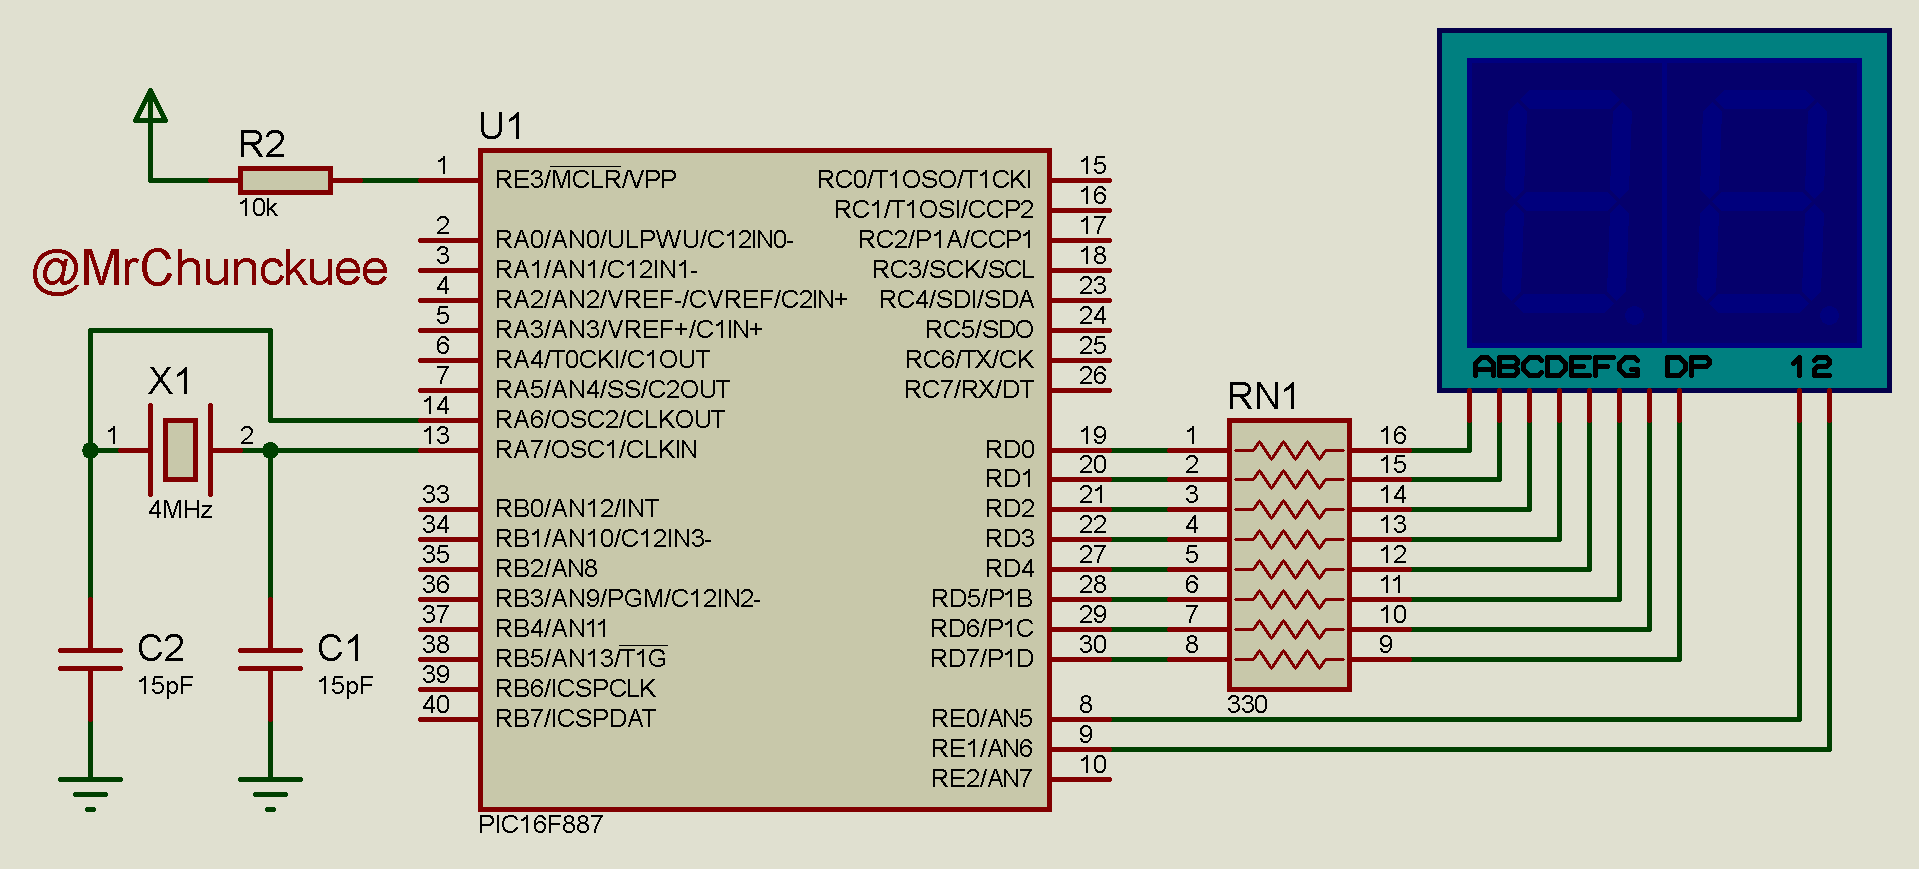 R2
10k
@MrChunckuee
X1
1
2
4MHz
C2
15pF
C1
15pF
U1
1 RE3/MCLR/VPP
2 RA0/AN0/ULPWU/C12IN0-
3 RA1/AN1/C12IN1-
4 RA2/AN2/VREF-/CVREF/C2IN+
5 RA3/AN3/VREF+/C1IN+
6 RA4/T0CKI/C1OUT
7 RA5/AN4/SS/C2OUT
14 RA6/OSC2/CLKOUT
13 RA7/OSC1/CLKIN
33 RB0/AN12/INT
34 RB1/AN10/C12IN3-
35 RB2/AN8
36 RB3/AN9/PGM/C12IN2-
37 RB4/AN11
38 RB5/AN13/T1G
39 RB6/ICSPCLK
40 RB7/ICSPDAT
RC0/T1OSO/T1CKI 15
RC1/T1OSI/CCP2 16
RC2/P1A/CCP1 17
RC3/SCK/SCL 18
RC4/SDI/SDA 23
RC5/SDO 24
RC6/TX/CK 25
RC7/RX/DT 26
RD0 19
RD1 20
RD2 21
RD3 22
RD4 27
RD5/P1B 28
RD6/P1C 29
RD7/P1D 30
RE0/AN5 8
RE1/AN6 9
RE2/AN7 10
PIC16F887
RN1
1 16
2 15
3 14
4 13
5 12
6 11
7 10
8 9
330
ABCDEFG DP 12